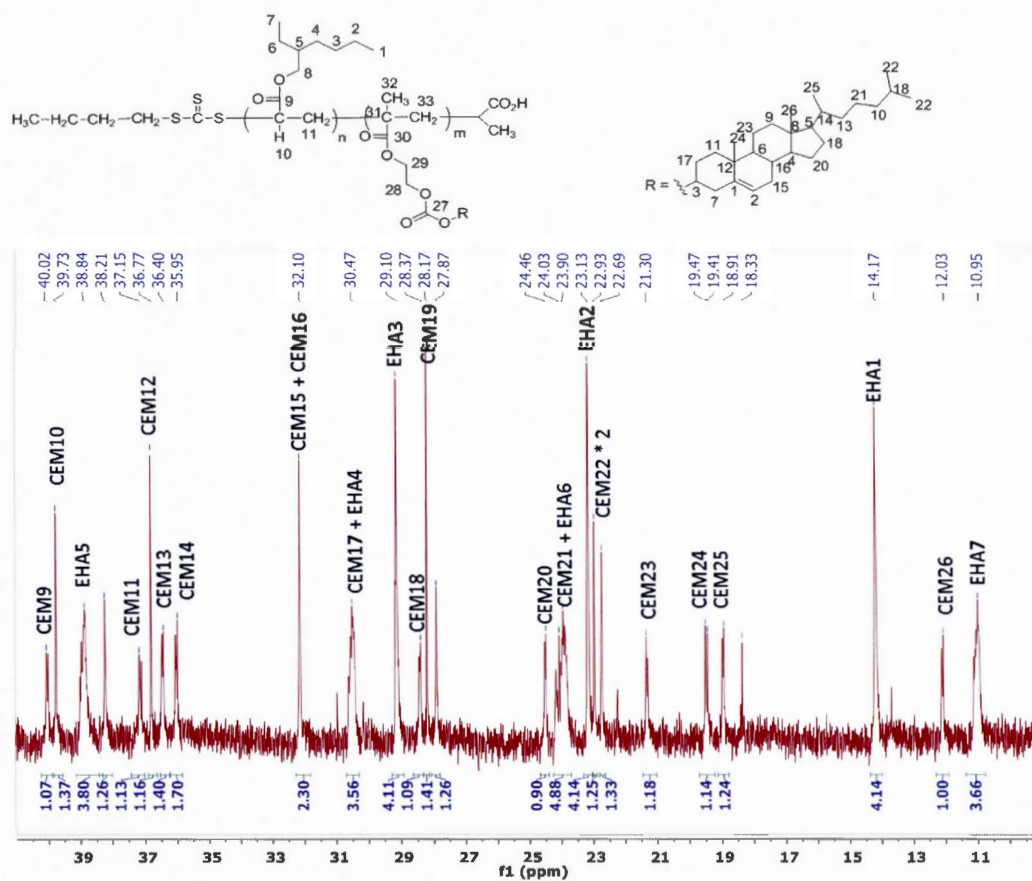 7 4 2
6 5 3 1
8
O 32
O 9 CH₃ 33 CO₂H
S 31
H₃C-H₂C S S 11 n 30 m CH₃
H O
10 O 29
28 O
27
O O R
25 22
21 18
26 14 22
9 5 13 10
23 8 18
11 24 6 4 20
17 12 16
R = 3 1 15
7 2
40.02
39.73
38.84
38.21
37.15
36.77
36.40
35.95
32.10
30.47
29.10
28.37
28.17
27.87
24.46
24.03
23.90
23.13
22.93
22.69
21.30
19.47
19.41
18.91
18.33
14.17
12.03
10.95
CEM9
CEM10
EHA5
CEM11
CEM12
CEM13
CEM14
CEM15 + CEM16
CEM17 + EHA4
EHA3
CEM18
CEM19
CEM20
CEM21 + EHA6
EHA2
CEM22 * 2
CEM23
CEM24
CEM25
EHA1
CEM26
EHA7
1.07
1.37
3.80
1.26
1.13
1.16
1.40
1.70
2.30
3.56
4.11
1.09
1.41
1.26
0.90
4.88
4.14
1.25
1.33
1.18
1.14
1.24
4.14
1.00
3.66
39 37 35 33 31 29 27 25 23 21 19 17 15 13 11
f1 (ppm)